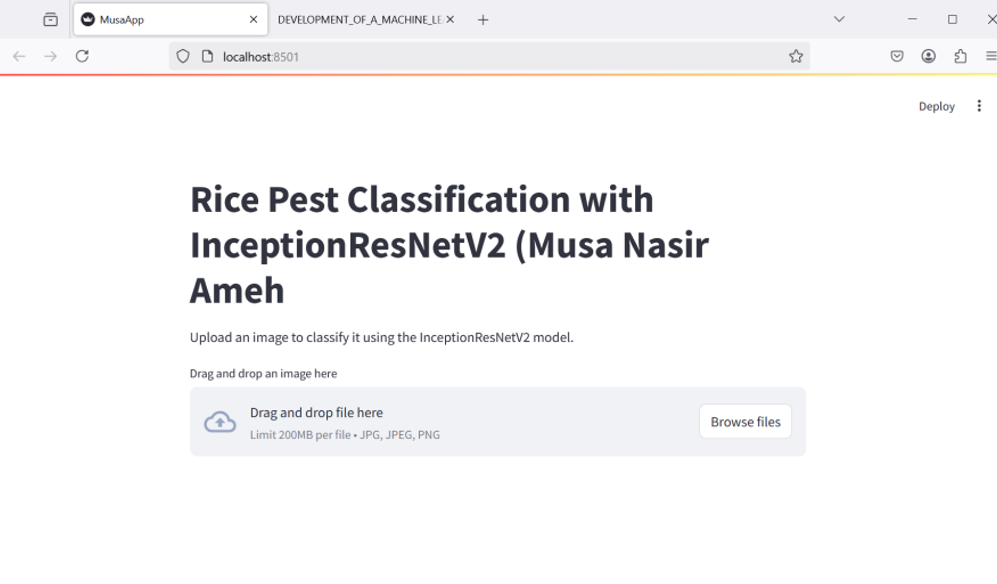 MusaApp
DEVELOPMENT_OF_A_MACHINE_LE
localhost:8501
Deploy
Rice Pest Classification with
InceptionResNetV2 (Musa Nasir
Ameh
Upload an image to classify it using the InceptionResNetV2 model.
Drag and drop an image here
Drag and drop file here
Limit 200MB per file • JPG, JPEG, PNG
Browse files